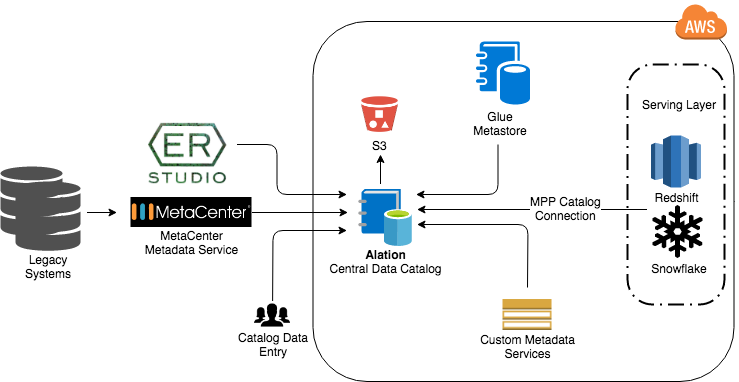 AWS
Serving Layer
Glue
Metastore
S3
ER
STUDIO
Redshift
MPP Catalog
Connection
MetaCenter
MetaCenter
Metadata Service
Legacy
Systems
Alation
Central Data Catalog
Snowflake
Catalog Data
Entry
Custom Metadata
Services